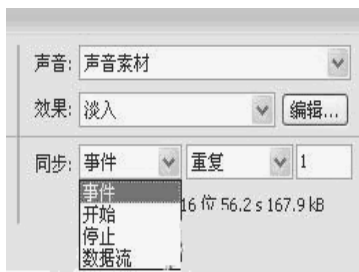 声音: 声音素材
效果: 淡入 编辑...
同步: 事件 重复 1
事件
16 位 56.2 s 167.9 kB
开始
停止
数据流